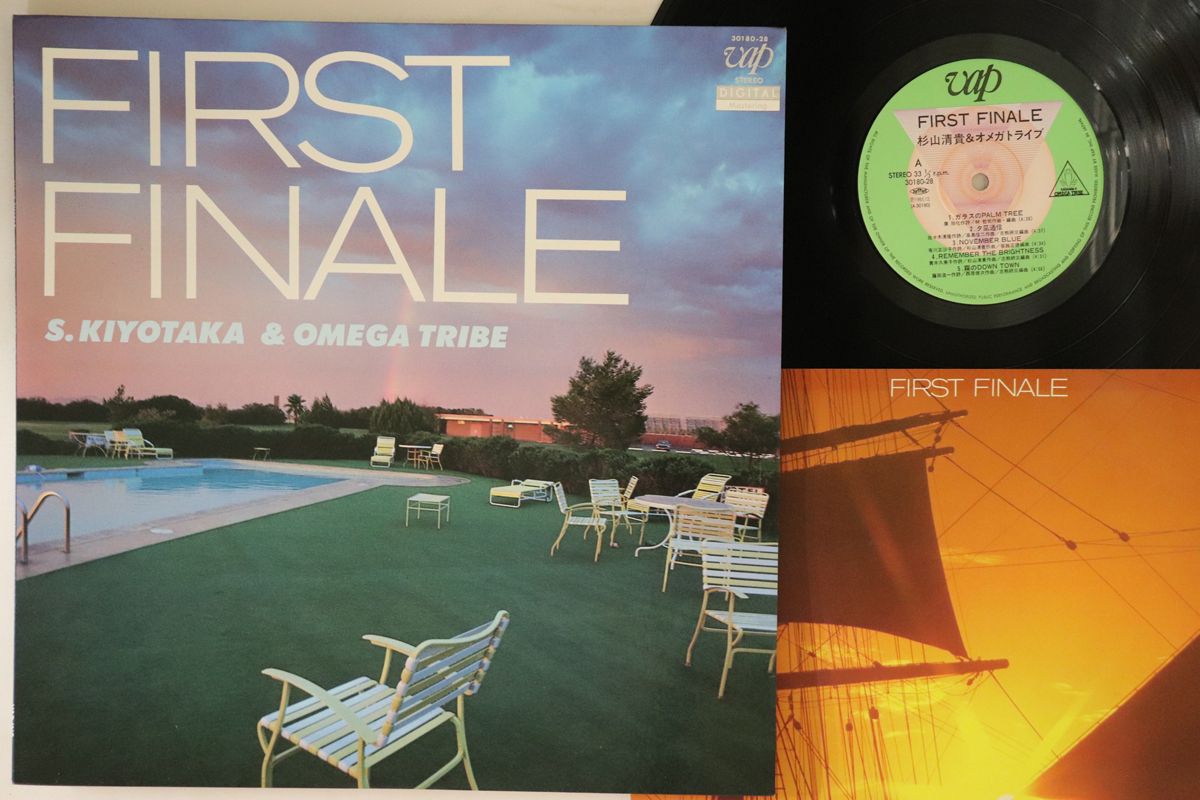 FIRST
FINALE
S. KIYOTAKA & OMEGA TRIBE
30180-28
vap
STEREO
DIGITAL
Mastering
vap
FIRST FINALE
杉山清貴&オメガトライブ
A
STEREO 33 1/3 r.p.m.
30180-28
OMEGA TRIBE
1.ガラスのPALM TREE
2.夕凪通信
3.NOVEMBER BLUE
4.REMEMBER THE BRIGHTNESS
5.霧のDOWN TOWN
FIRST FINALE